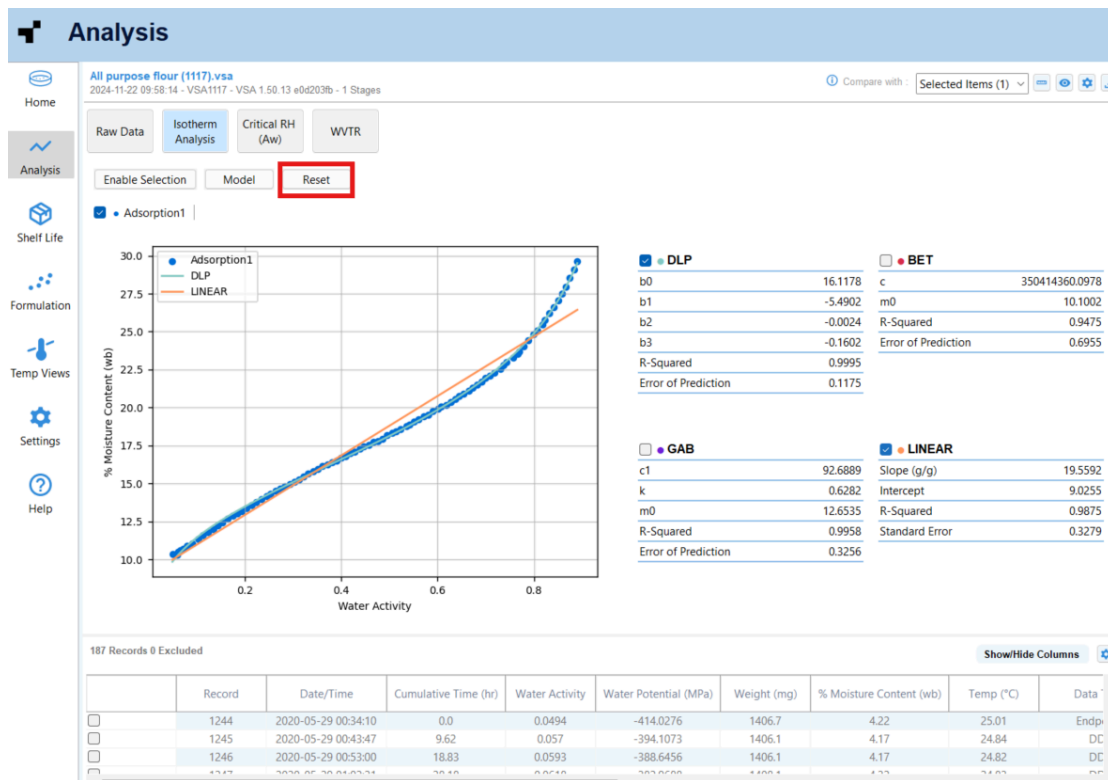 Analysis
Home
Analysis
Shelf Life
Formulation
Temp Views
Settings
Help
All purpose flour (1117).vsa
2024-11-22 09:58:14 - VSA1117 - VSA 1.50.13 e0d203fb - 1 Stages
Compare with : Selected Items (1)
Raw Data
Isotherm
Analysis
Critical RH
(Aw)
WVTR
Enable Selection Model Reset
Adsorption1
Adsorption1
DLP
LINEAR
% Moisture Content (wb)
30.0
27.5
25.0
22.5
20.0
17.5
15.0
12.5
10.0
0.2 0.4 0.6 0.8
Water Activity
DLP
b0 16.1178
b1 -5.4902
b2 -0.0024
b3 -0.1602
R-Squared 0.9995
Error of Prediction 0.1175
BET
c 350414360.0978
m0 10.1002
R-Squared 0.9475
Error of Prediction 0.6955
GAB
c1 92.6889
k 0.6282
m0 12.6535
R-Squared 0.9958
Error of Prediction 0.3256
LINEAR
Slope (g/g) 19.5592
Intercept 9.0255
R-Squared 0.9875
Standard Error 0.3279
187 Records 0 Excluded
Show/Hide Columns
Record Date/Time Cumulative Time (hr) Water Activity Water Potential (MPa) Weight (mg) % Moisture Content (wb) Temp (°C) Data
1244 2020-05-29 00:34:10 0.0 0.0494 -414.0276 1406.7 4.22 25.01 Endp
1245 2020-05-29 00:43:47 9.62 0.057 -394.1073 1406.1 4.17 24.84 DD
1246 2020-05-29 00:53:00 18.83 0.0593 -388.6456 1406.1 4.17 24.82 DD